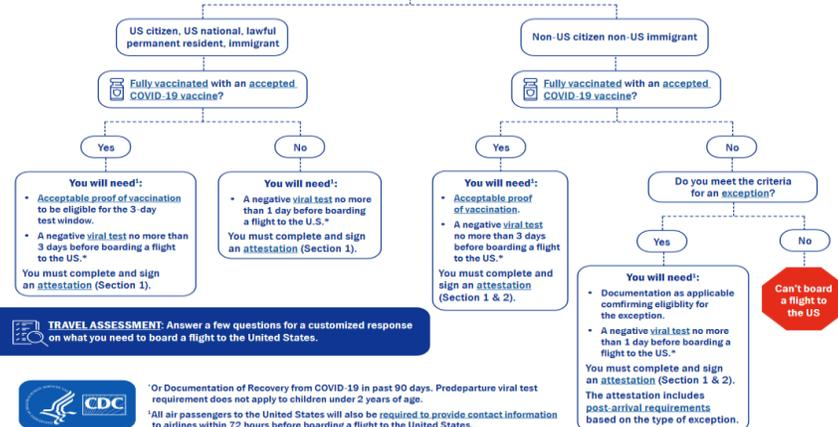 US citizen, US national, lawful
permanent resident, immigrant
Non-US citizen non-US immigrant
Fully vaccinated with an accepted
COVID-19 vaccine?
Fully vaccinated with an accepted
COVID-19 vaccine?
Yes
No
Yes
No
You will need¹:
• Acceptable proof of vaccination
to be eligible for the 3-day
test window.
• A negative viral test no more than
3 days before boarding a flight
to the US.*
You must complete and sign
an attestation (Section 1).
You will need¹:
• A negative viral test no more
than 1 day before boarding
a flight to the U.S.*
You must complete and sign
an attestation (Section 1).
You will need¹:
• Acceptable proof
of vaccination.
• A negative viral test
no more than 3 days
before boarding a flight
to the US.*
You must complete and
sign an attestation
(Section 1 & 2).
Do you meet the criteria
for an exception?
Yes
No
You will need¹:
• Documentation as applicable
comfirming eligiblity for
the exception.
• A negative viral test no more
than 1 day before boarding a
flight to the US.*
You must complete and sign
an attestation (Section 1 & 2).
The attestation includes
post-arrival requirements
based on the type of exception.
Can't board
a flight to
the US
TRAVEL ASSESSMENT: Answer a few questions for a customized response
on what you need to board a flight to the United States.
CDC
*Or Documentation of Recovery from COVID-19 in past 90 days. Predeparture viral test
requirement does not apply to children under 2 years of age.
¹All air passengers to the United States will also be required to provide contact information
to airlines within 72 hours before boarding a flight to the United States.